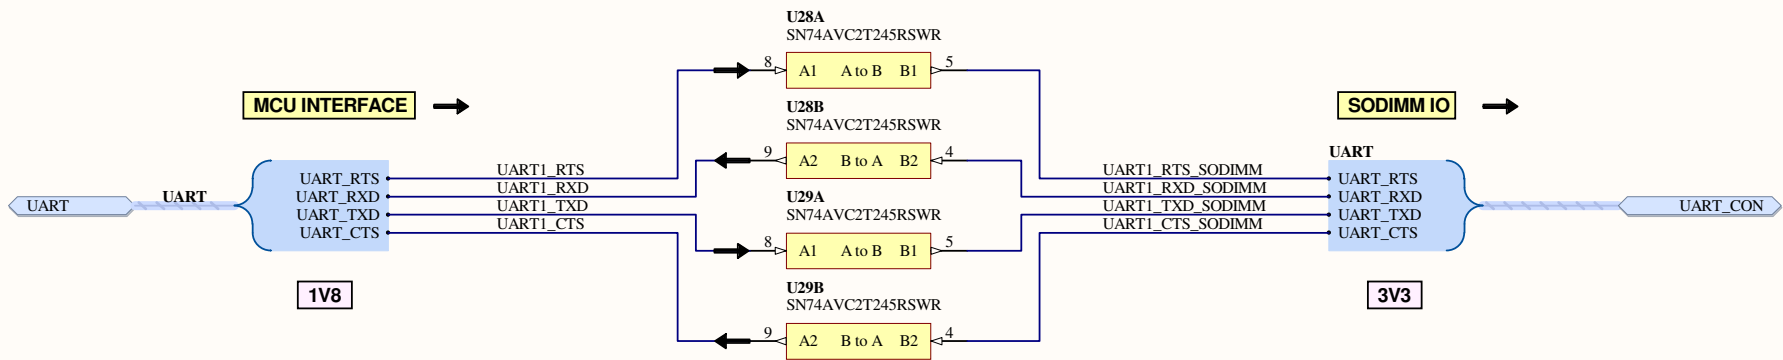 U28A
SN74AVC2T245RSWR
8 A1 A to B B1 5
MCU INTERFACE
SODIMM IO
U28B
SN74AVC2T245RSWR
9 A2 B to A B2 4
UART
UART
UART_RTS
UART_RXD
UART_TXD
UART_CTS
UART1_RTS
UART1_RXD
UART1_TXD
UART1_CTS
U29A
SN74AVC2T245RSWR
8 A1 A to B B1 5
UART1_RTS_SODIMM
UART1_RXD_SODIMM
UART1_TXD_SODIMM
UART1_CTS_SODIMM
UART
UART_RTS
UART_RXD
UART_TXD
UART_CTS
UART_CON
1V8
U29B
SN74AVC2T245RSWR
9 A2 B to A B2 4
3V3